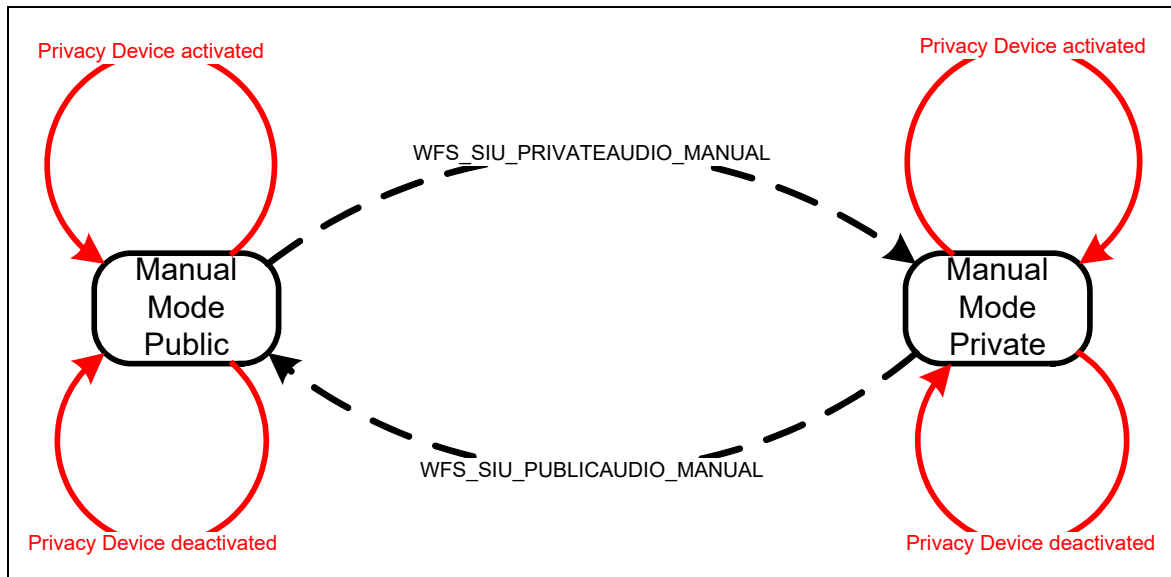 Privacy Device activated
Privacy Device activated
WFS_SIU_PRIVATEAUDIO_MANUAL
Manual
Mode
Public
Manual
Mode
Private
WFS_SIU_PUBLICAUDIO_MANUAL
Privacy Device deactivated
Privacy Device deactivated